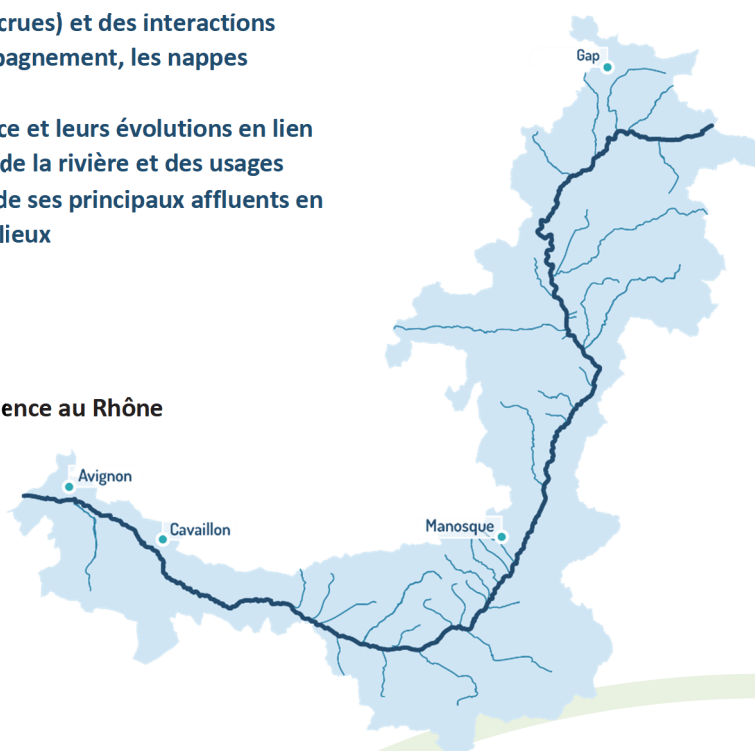 crues) et des interactions
pagnement, les nappes
ce et leurs évolutions en lien
de la rivière et des usages
de ses principaux affluents en
lieux
ence au Rhône
Gap
Avignon
Cavaillon
Manosque